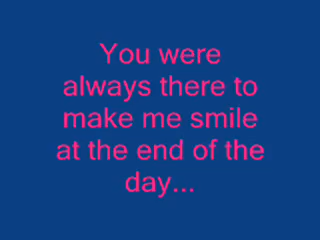 You were
always there to
make me smile
at the end of the
day...